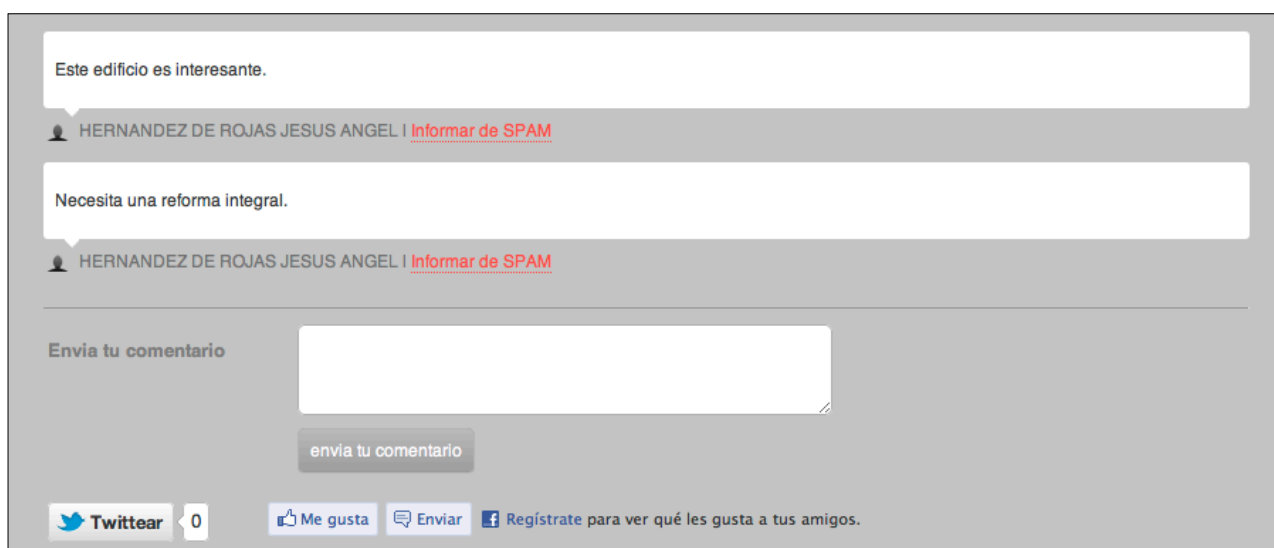 Este edificio es interesante.
HERNANDEZ DE ROJAS JESUS ANGEL | Informar de SPAM
Necesita una reforma integral.
HERNANDEZ DE ROJAS JESUS ANGEL | Informar de SPAM
Envia tu comentario
envia tu comentario
Twittear 0 Me gusta Enviar Regístrate para ver qué les gusta a tus amigos.